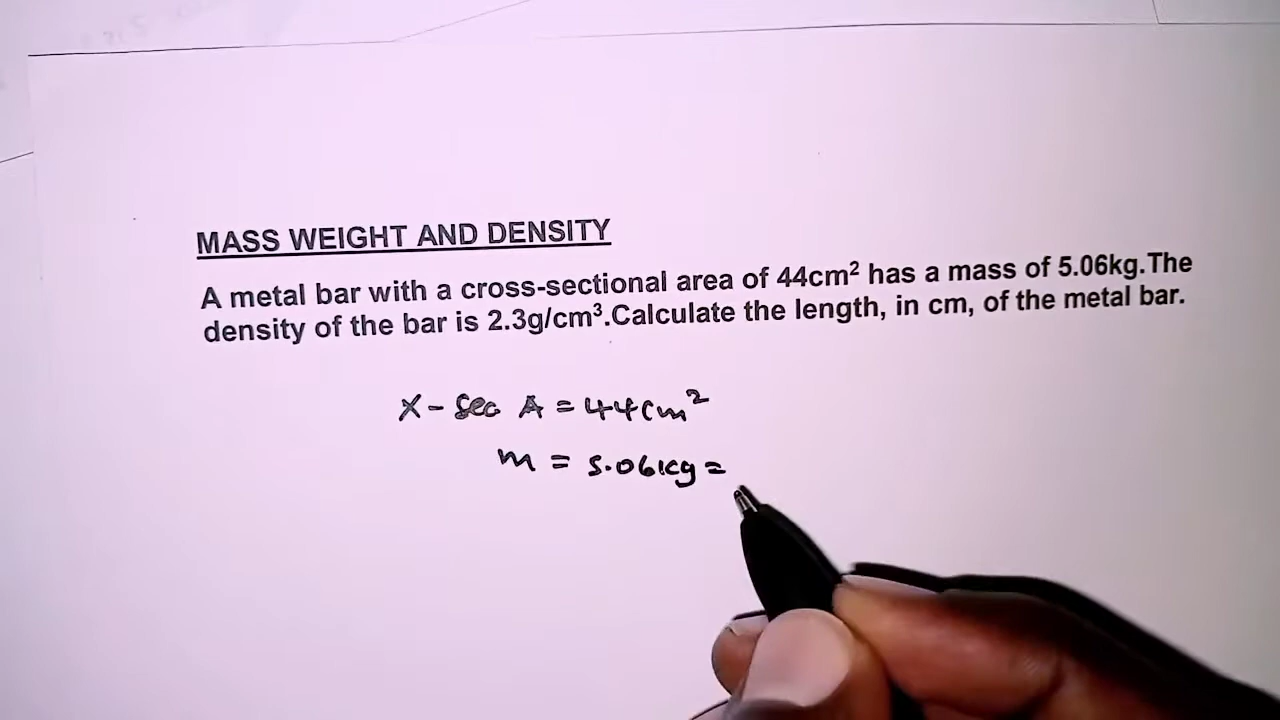 MASS WEIGHT AND DENSITY
A metal bar with a cross-sectional area of 44cm² has a mass of 5.06kg.The
density of the bar is 2.3g/cm³.Calculate the length, in cm, of the metal bar.
X - Sec A = 44cm²
m = 5.06kg =